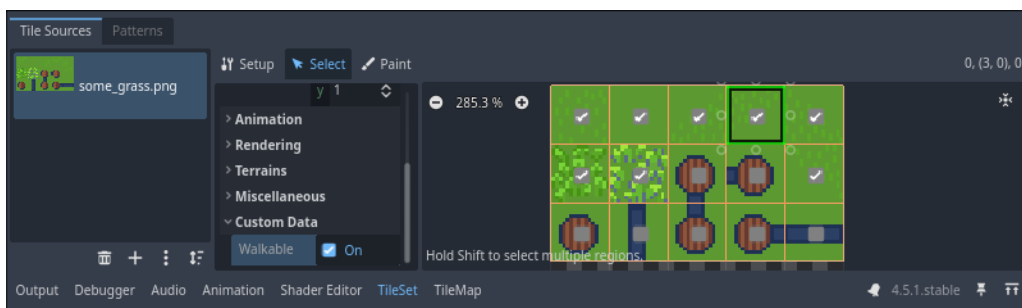 Tile Sources Patterns
some_grass.png
Setup Select Paint 0, (3, 0), 0
y 1
285.3 %
> Animation
> Rendering
> Terrains
> Miscellaneous
Custom Data
Walkable On
Hold Shift to select multiple regions.
Output Debugger Audio Animation Shader Editor TileSet TileMap 4.5.1.stable